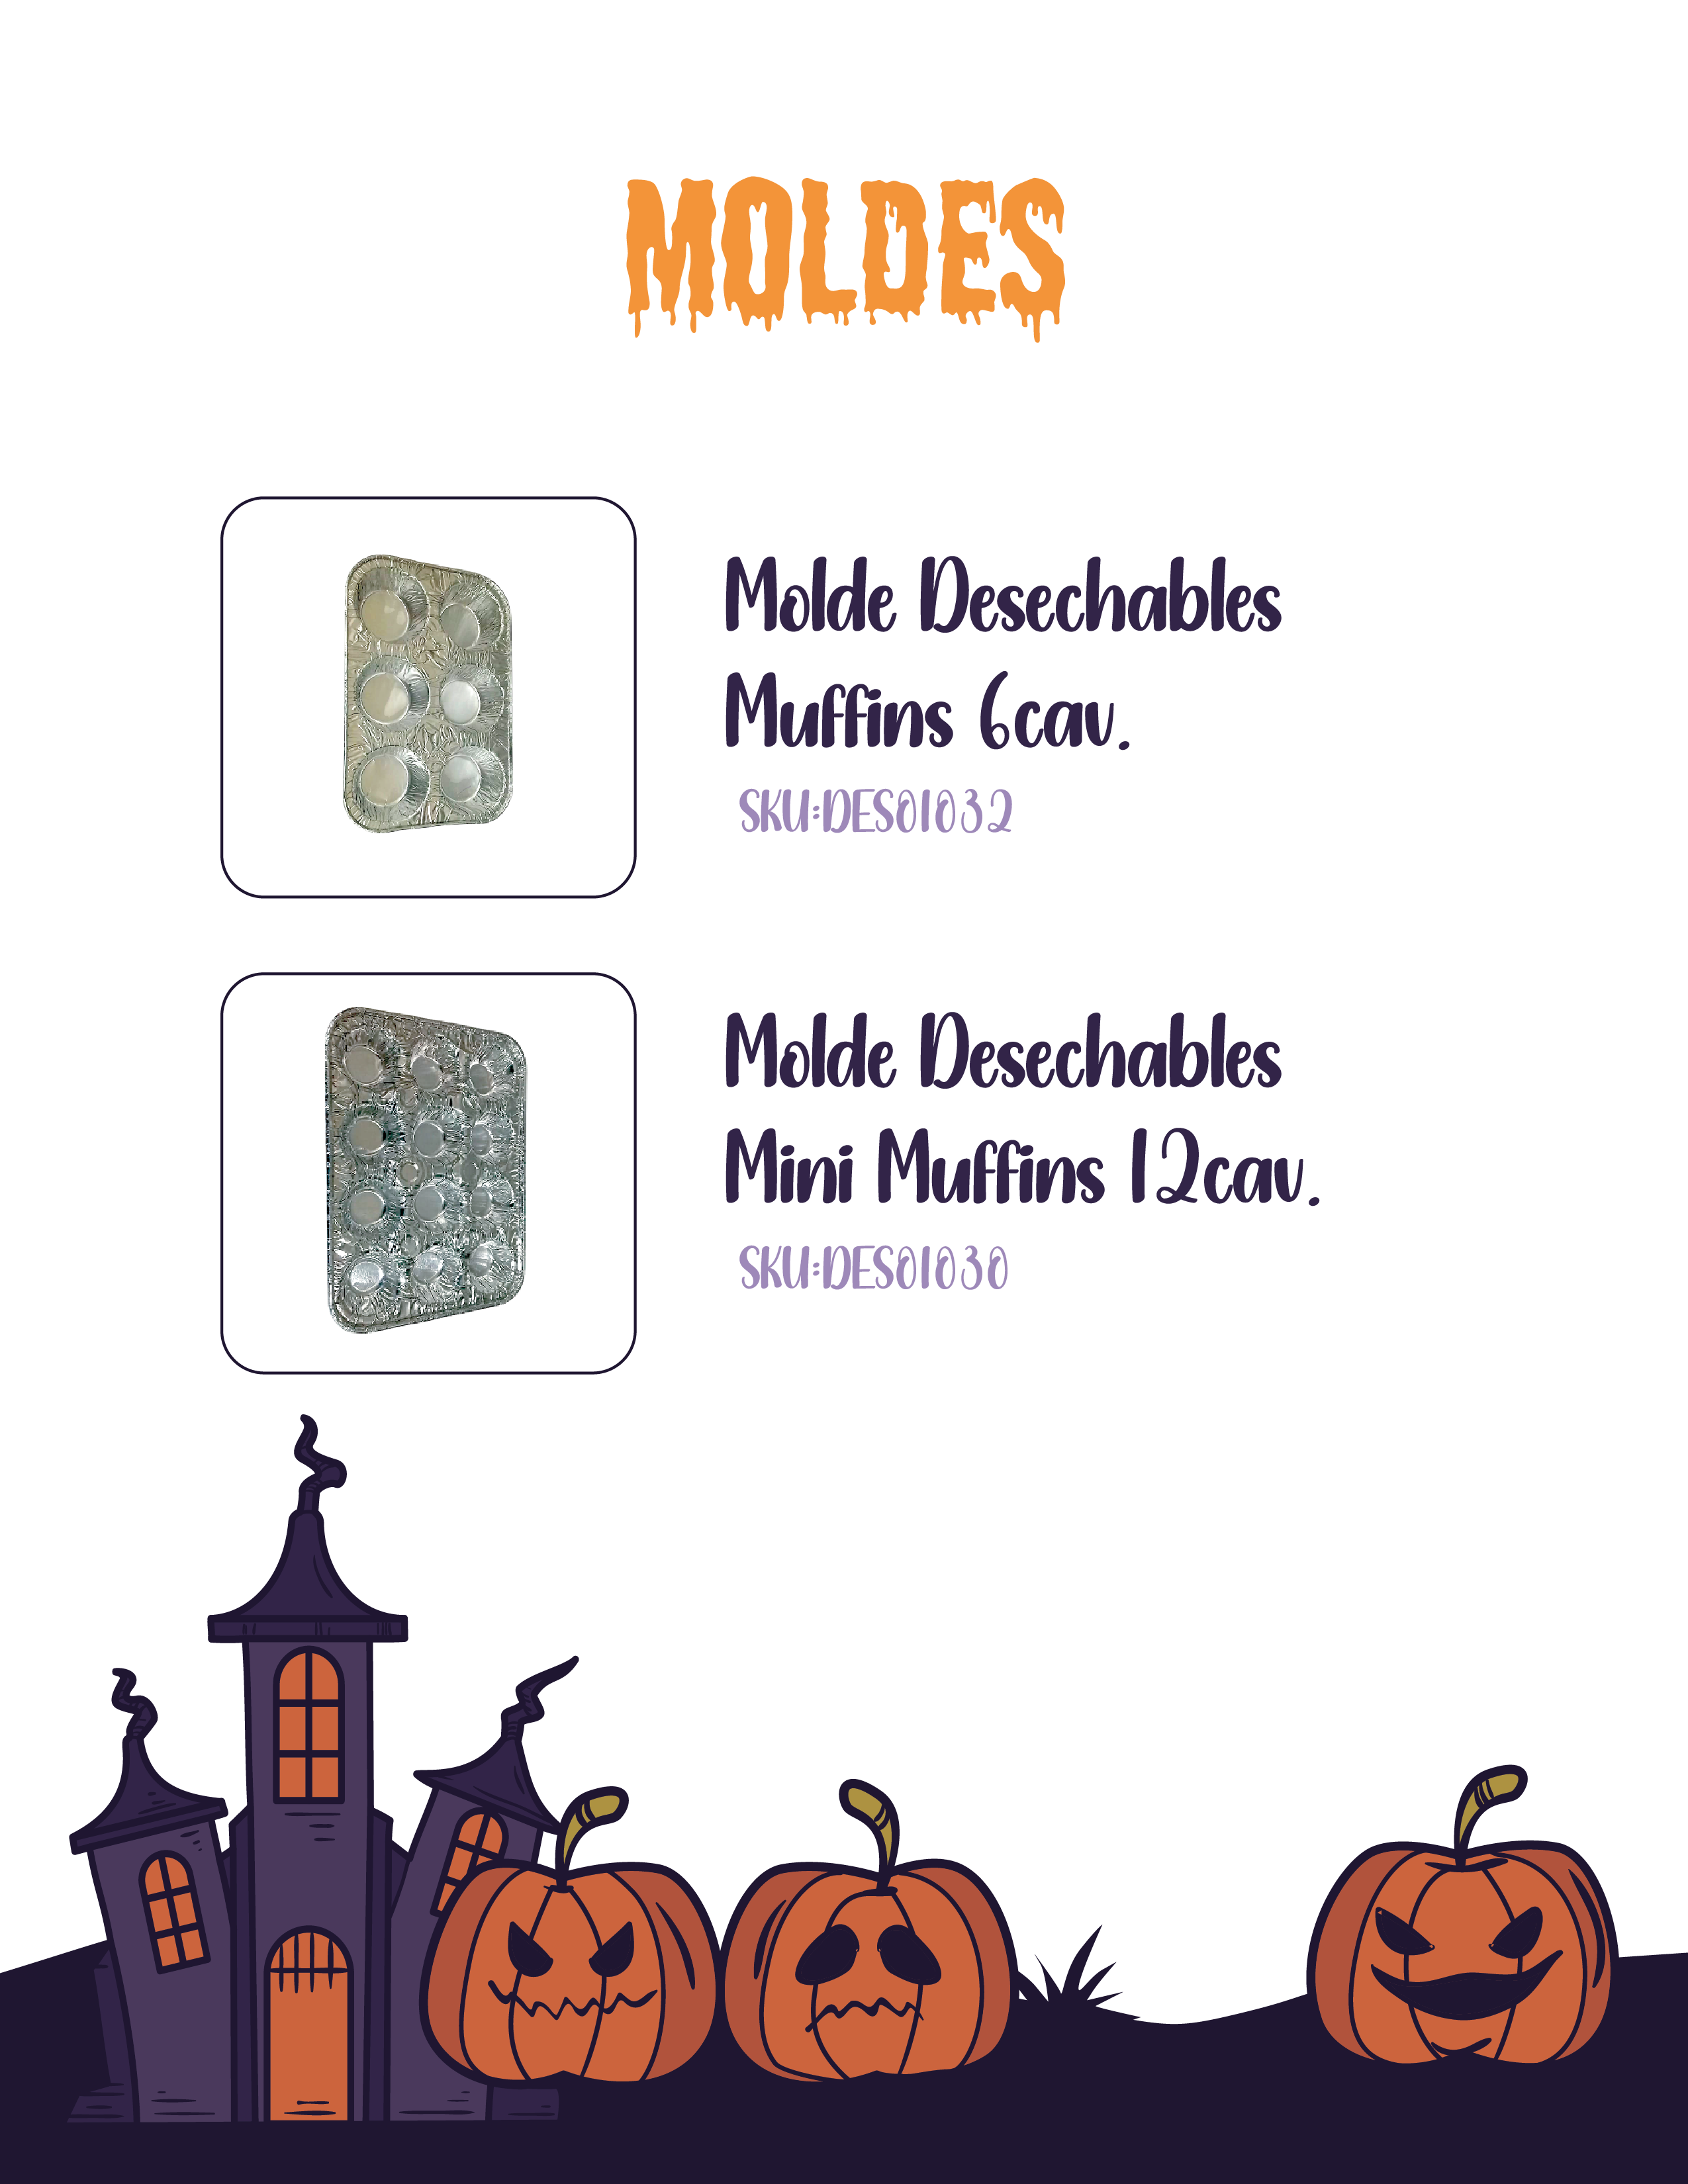 MOLDES
Molde Desechables
Muffins 6cav.
SKU:DES01032
Molde Desechables
Mini Muffins 12cav.
SKU:DES01030